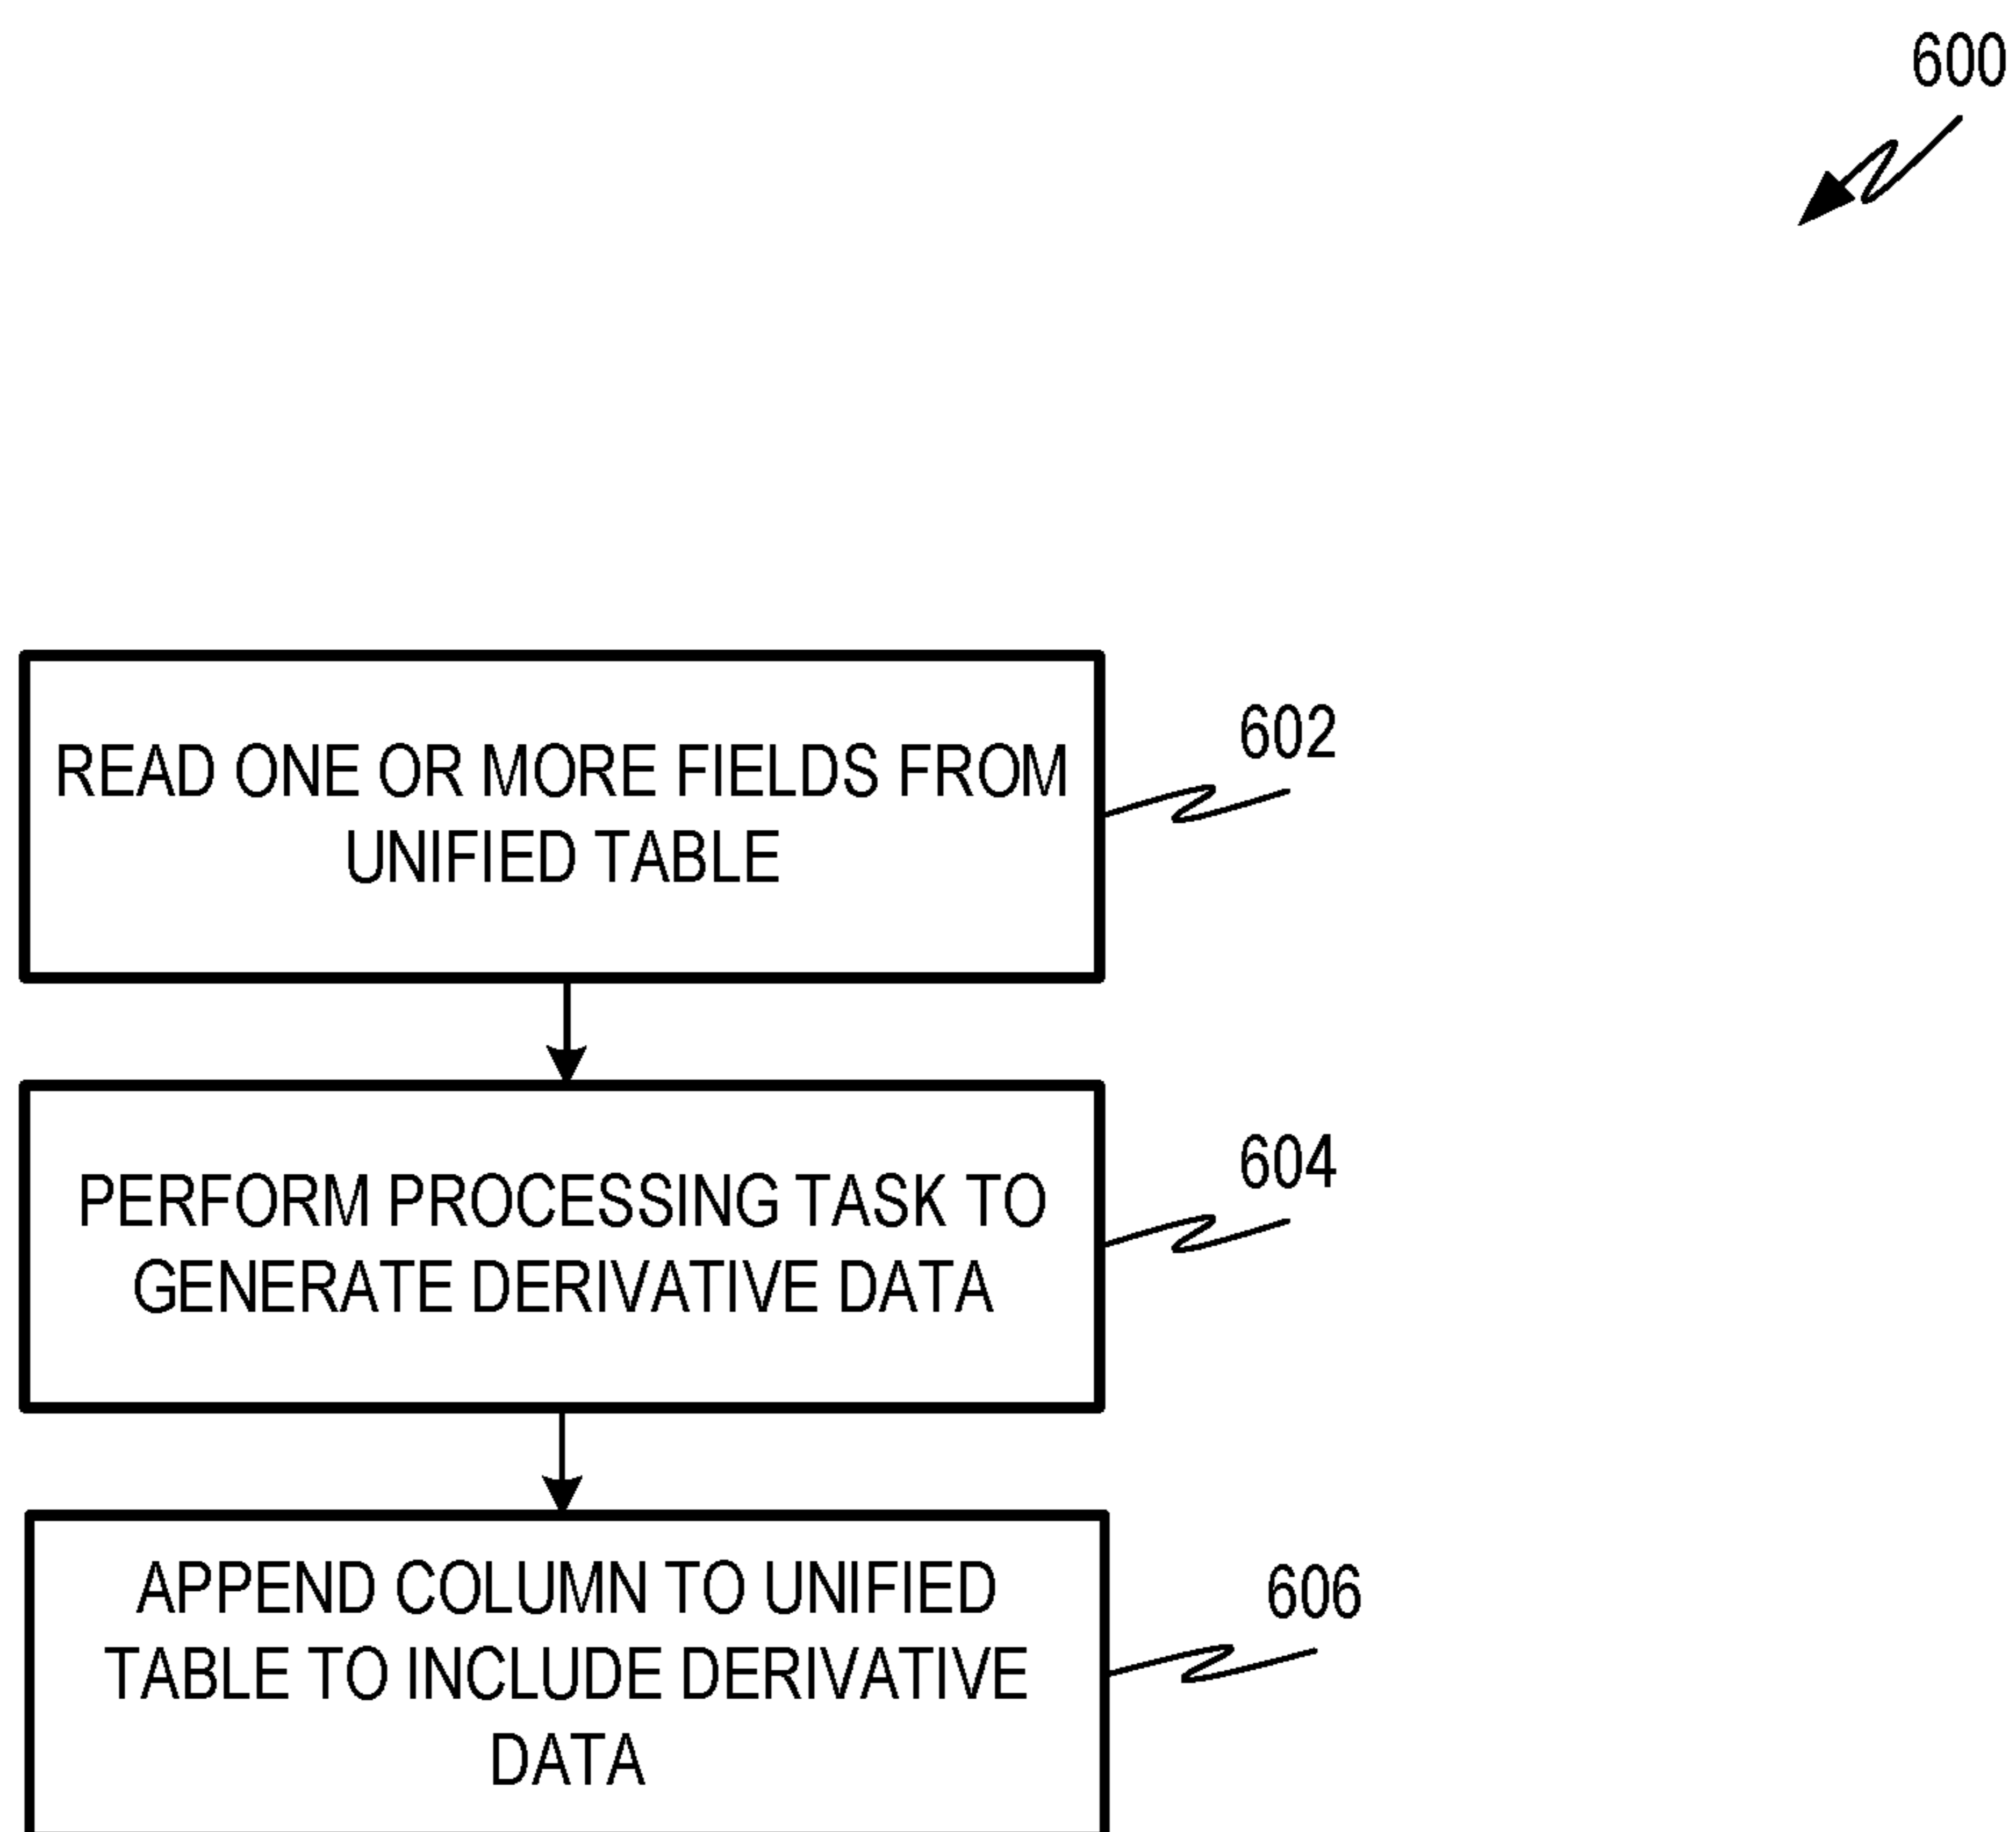 600
READ ONE OR MORE FIELDS FROM
UNIFIED TABLE
602
PERFORM PROCESSING TASK TO
GENERATE DERIVATIVE DATA
604
APPEND COLUMN TO UNIFIED
TABLE TO INCLUDE DERIVATIVE
DATA
606